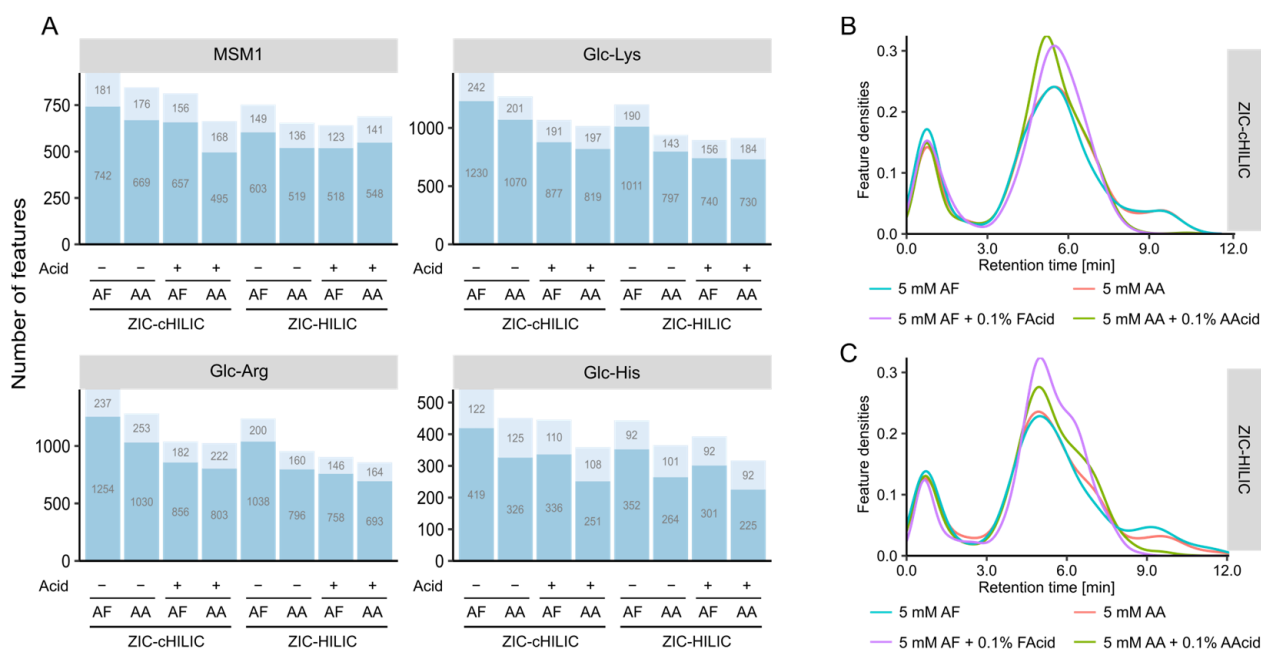 A
Number of features
MSM1
750
500
250
0
181 176 156 168 149 136 123 141
742 669 657 495 603 519 518 548
Acid − − + + − − + +
AF AA AF AA AF AA AF AA
ZIC-cHILIC ZIC-HILIC
Glc-Lys
1000
500
0
242 201 191 197 190 143 156 184
1230 1070 877 819 1011 797 740 730
− − + + − − + +
AF AA AF AA AF AA AF AA
ZIC-cHILIC ZIC-HILIC
Glc-Arg
1000
500
0
237 253 182 222 200 160 146 164
1254 1030 856 803 1038 796 758 693
Acid − − + + − − + +
AF AA AF AA AF AA AF AA
ZIC-cHILIC ZIC-HILIC
Glc-His
500
400
300
200
100
0
122 125 110 108 92 101 92 92
419 326 336 251 352 264 301 225
− − + + − − + +
AF AA AF AA AF AA AF AA
ZIC-cHILIC ZIC-HILIC
B
Feature densities
0.3
0.2
0.1
0.0
0.0 3.0 6.0 9.0 12.0
Retention time [min]
ZIC-cHILIC
5 mM AF 5 mM AA
5 mM AF + 0.1% FAcid 5 mM AA + 0.1% AAcid
C
Feature densities
0.3
0.2
0.1
0.0
0.0 3.0 6.0 9.0 12.0
Retention time [min]
ZIC-HILIC
5 mM AF 5 mM AA
5 mM AF + 0.1% FAcid 5 mM AA + 0.1% AAcid